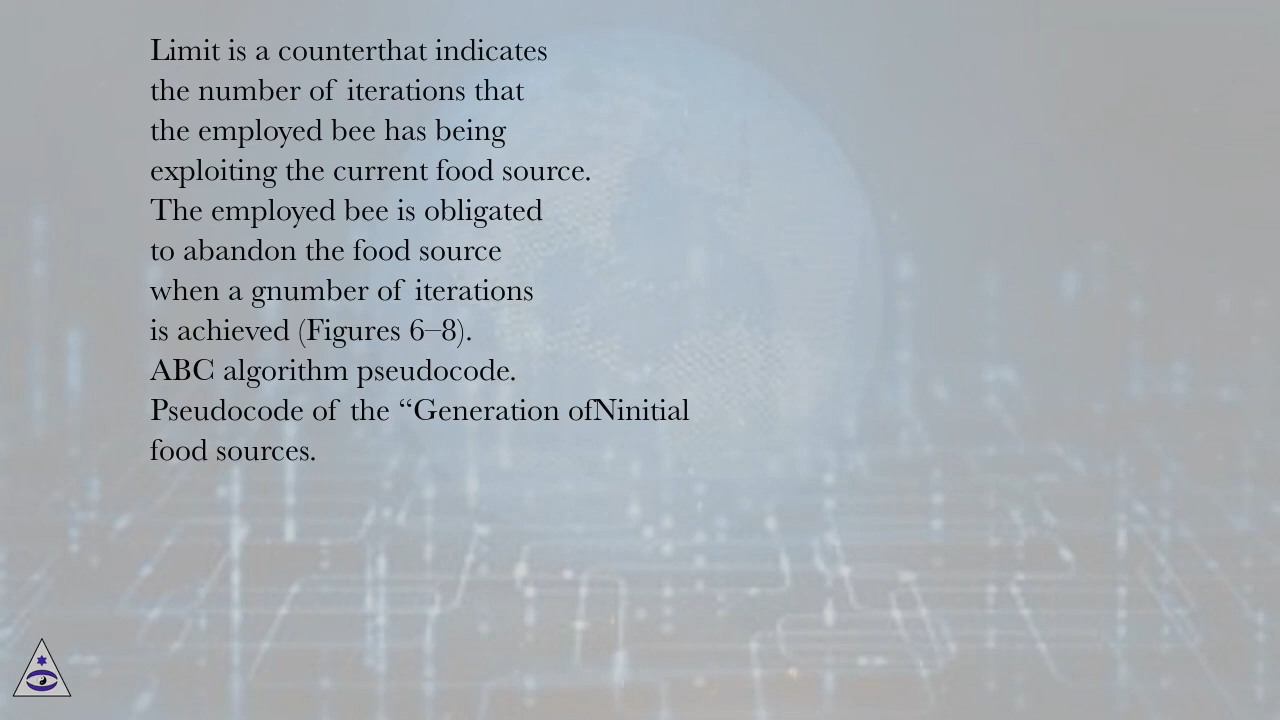 Limit is a counterthat indicates
the number of iterations that
the employed bee has being
exploiting the current food source.
The employed bee is obligated
to abandon the food source
when a gnumber of iterations
is achieved (Figures 6–8).
ABC algorithm pseudocode.
Pseudocode of the “Generation ofNinitial
food sources.